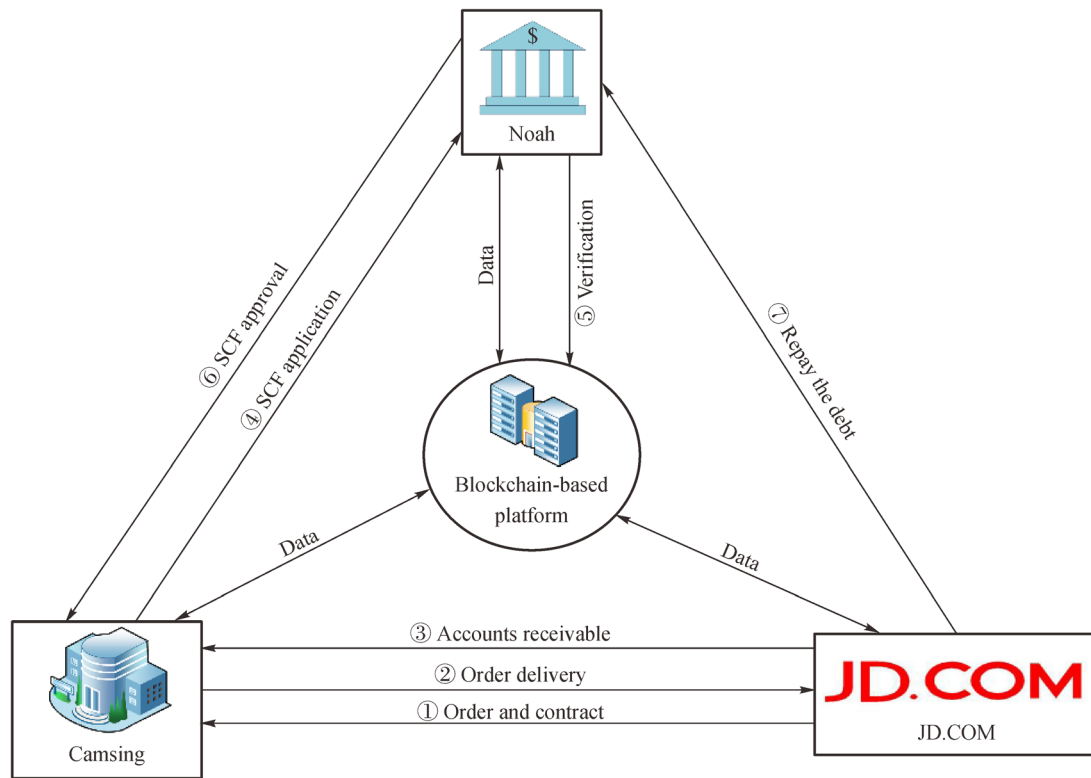 $
Noah
Data
⑤ Verification
⑥ SCF approval
④ SCF application
⑦ Repay the debt
Blockchain-based
platform
Data
Data
③ Accounts receivable
② Order delivery
① Order and contract
Camsing
JD.COM
JD.COM